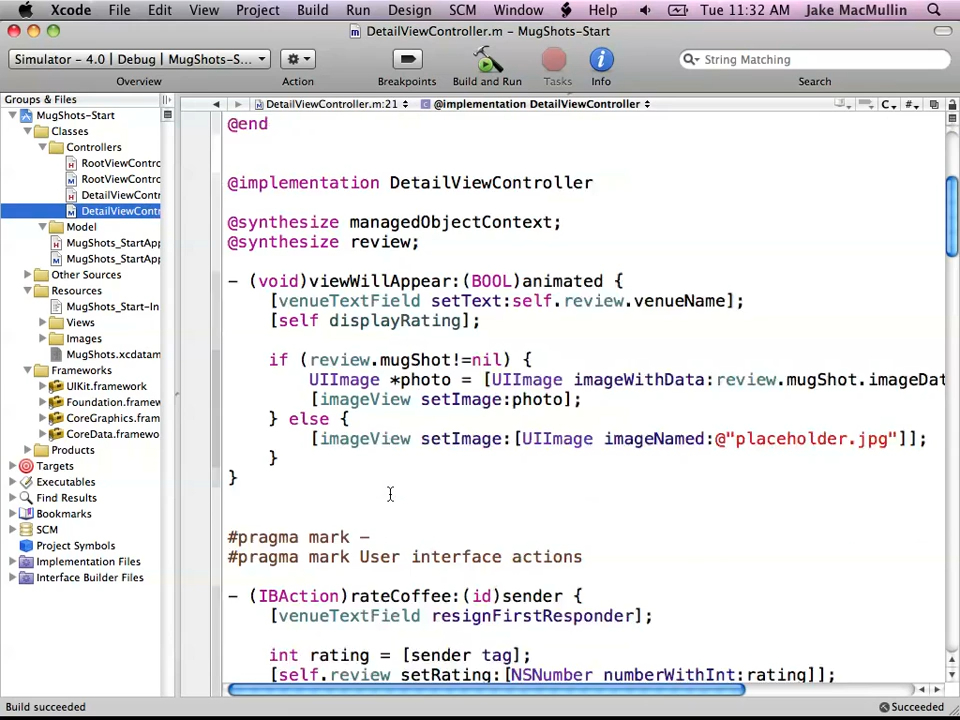 Xcode File Edit View Project Build Run Design SCM Window Help Tue 11:32 AM Jake MacMullin
DetailViewController.m - MugShots-Start
Simulator - 4.0 | Debug | MugShots-S...
String Matching
Overview Action Breakpoints Build and Run Tasks Info Search
Groups & Files
DetailViewController.m:21 @implementation DetailViewController
MugShots-Start
Classes
Controllers
RootViewContro
RootViewContro
DetailViewContr
DetailViewContr
Model
MugShots_StartApp
MugShots_StartApp
Other Sources
Resources
MugShots_Start-In
Views
Images
MugShots.xcdatam
Frameworks
UIKit.framework
Foundation.framew
CoreGraphics.fram
CoreData.framewo
Products
Targets
Executables
Find Results
Bookmarks
SCM
Project Symbols
Implementation Files
Interface Builder Files
@end
@implementation DetailViewController
@synthesize managedObjectContext;
@synthesize review;
- (void)viewWillAppear:(BOOL)animated {
[venueTextField setText:self.review.venueName];
[self displayRating];
if (review.mugShot!=nil) {
UIImage *photo = [UIImage imageWithData:review.mugShot.imageDat
[imageView setImage:photo];
} else {
[imageView setImage:[UIImage imageNamed:@"placeholder.jpg"]];
}
}
#pragma mark -
#pragma mark User interface actions
- (IBAction)rateCoffee:(id)sender {
[venueTextField resignFirstResponder];
int rating = [sender tag];
[self.review setRating:[NSNumber numberWithInt:rating]];
Build succeeded
Succeeded